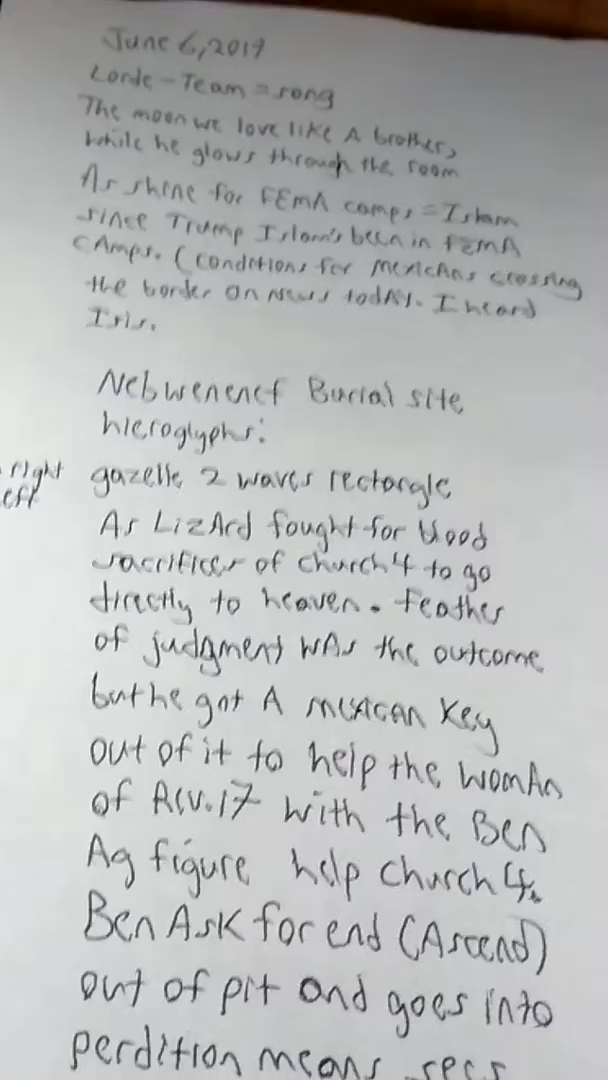 June 6, 2019
Lorde - Team = song
The moon we love like A brother,
while he glows through the room
As shine for FEMA camps = Islam
since Trump Islam's been in FEMA
CAmps. (conditions for mexicAns crossing
the border on news todAy. I heard
Isis.
Nebwenenef Burial site
hieroglyphs:
right gazelle 2 waves rectangle
left
As LizArd fought for blood
sacrifices of church 4 to go
directly to heaven. Feather
of judgment wAs the outcome
but he got A mexican Key
out of it to help the womAn
of Rev. 17 with the Ben
Ag figure help church 4.
Ben Ask for end (Ascend)
out of pit and goes into
perdition means